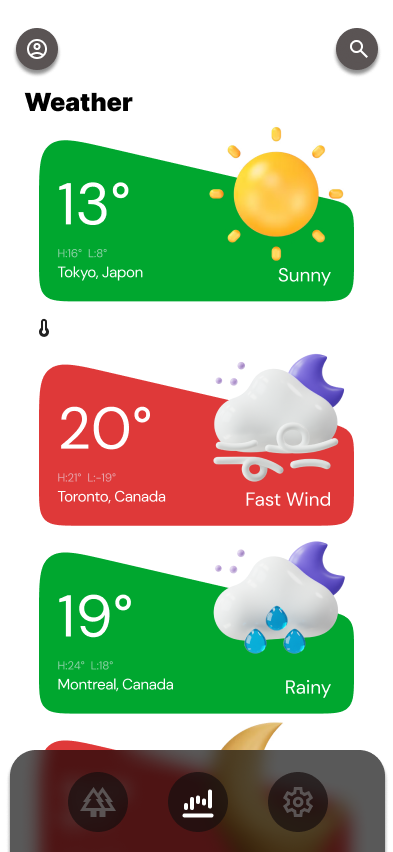 Weather
13°
H:16° L:8°
Tokyo, Japon
Sunny
20°
H:21° L:-19°
Toronto, Canada
Fast Wind
19°
H:24° L:18°
Montreal, Canada
Rainy